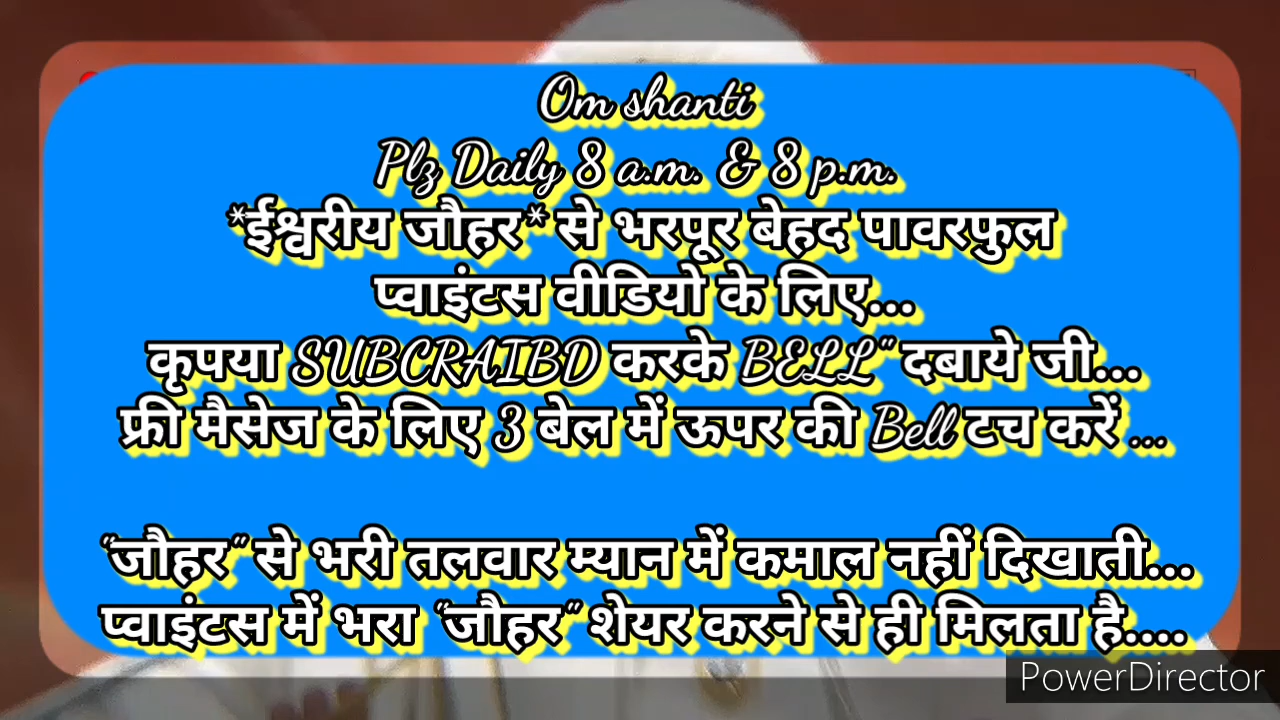 Om shanti
Plz Daily 8 a.m. & 8 p.m.
*ईश्वरीय जौहर* से भरपूर बेहद पावरफुल
प्वाइंटस वीडियो के लिए...
कृपया SUBCRAIBD करके BELL" दबाये जी...
फ्री मैसेज के लिए 3 बेल में ऊपर की Bell टच करें ...
"जौहर" से भरी तलवार म्यान में कमाल नहीं दिखाती...
प्वाइंटस में भरा "जौहर" शेयर करने से ही मिलता है....
PowerDirector